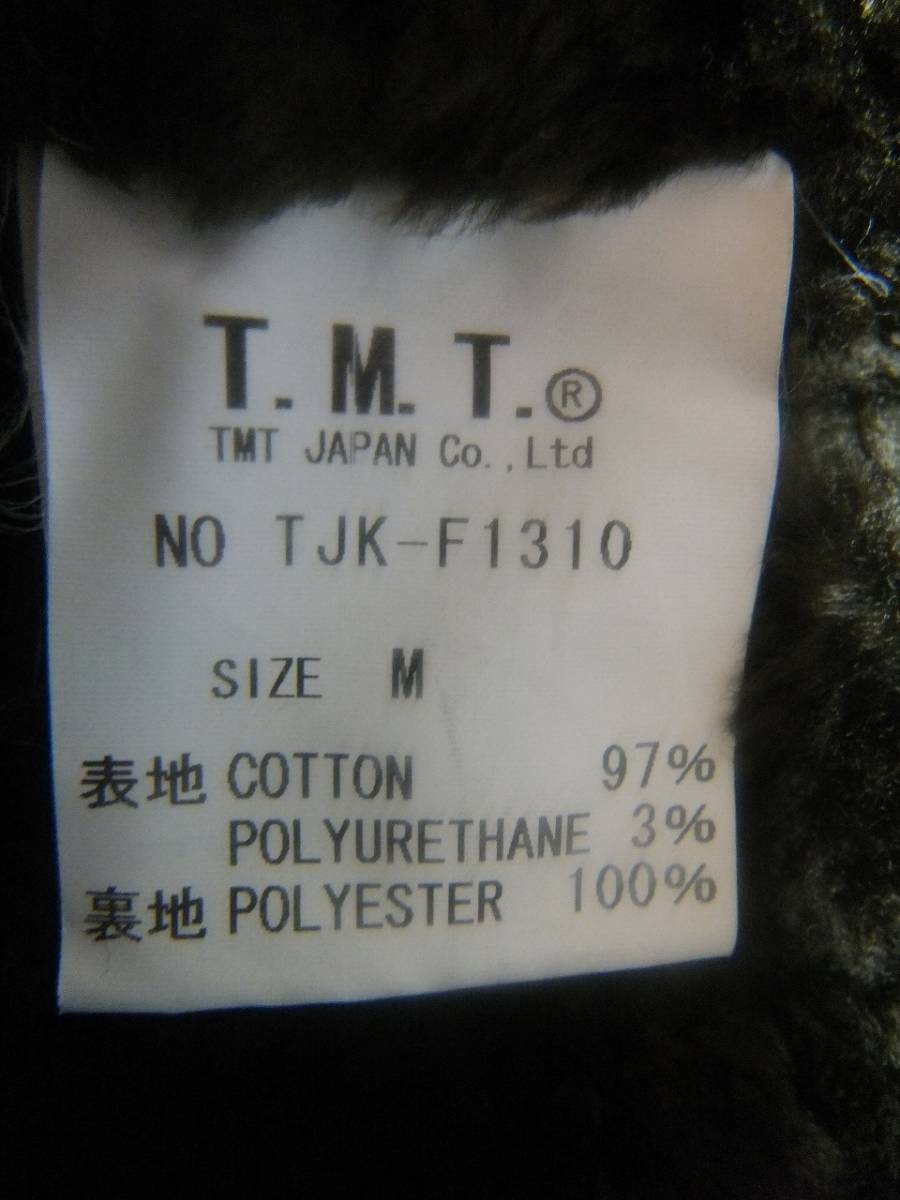 T.M.T.®
TMT JAPAN Co.,Ltd
NO TJK-F1310
SIZE M
表地 COTTON 97%
POLYURETHANE 3%
裏地 POLYESTER 100%